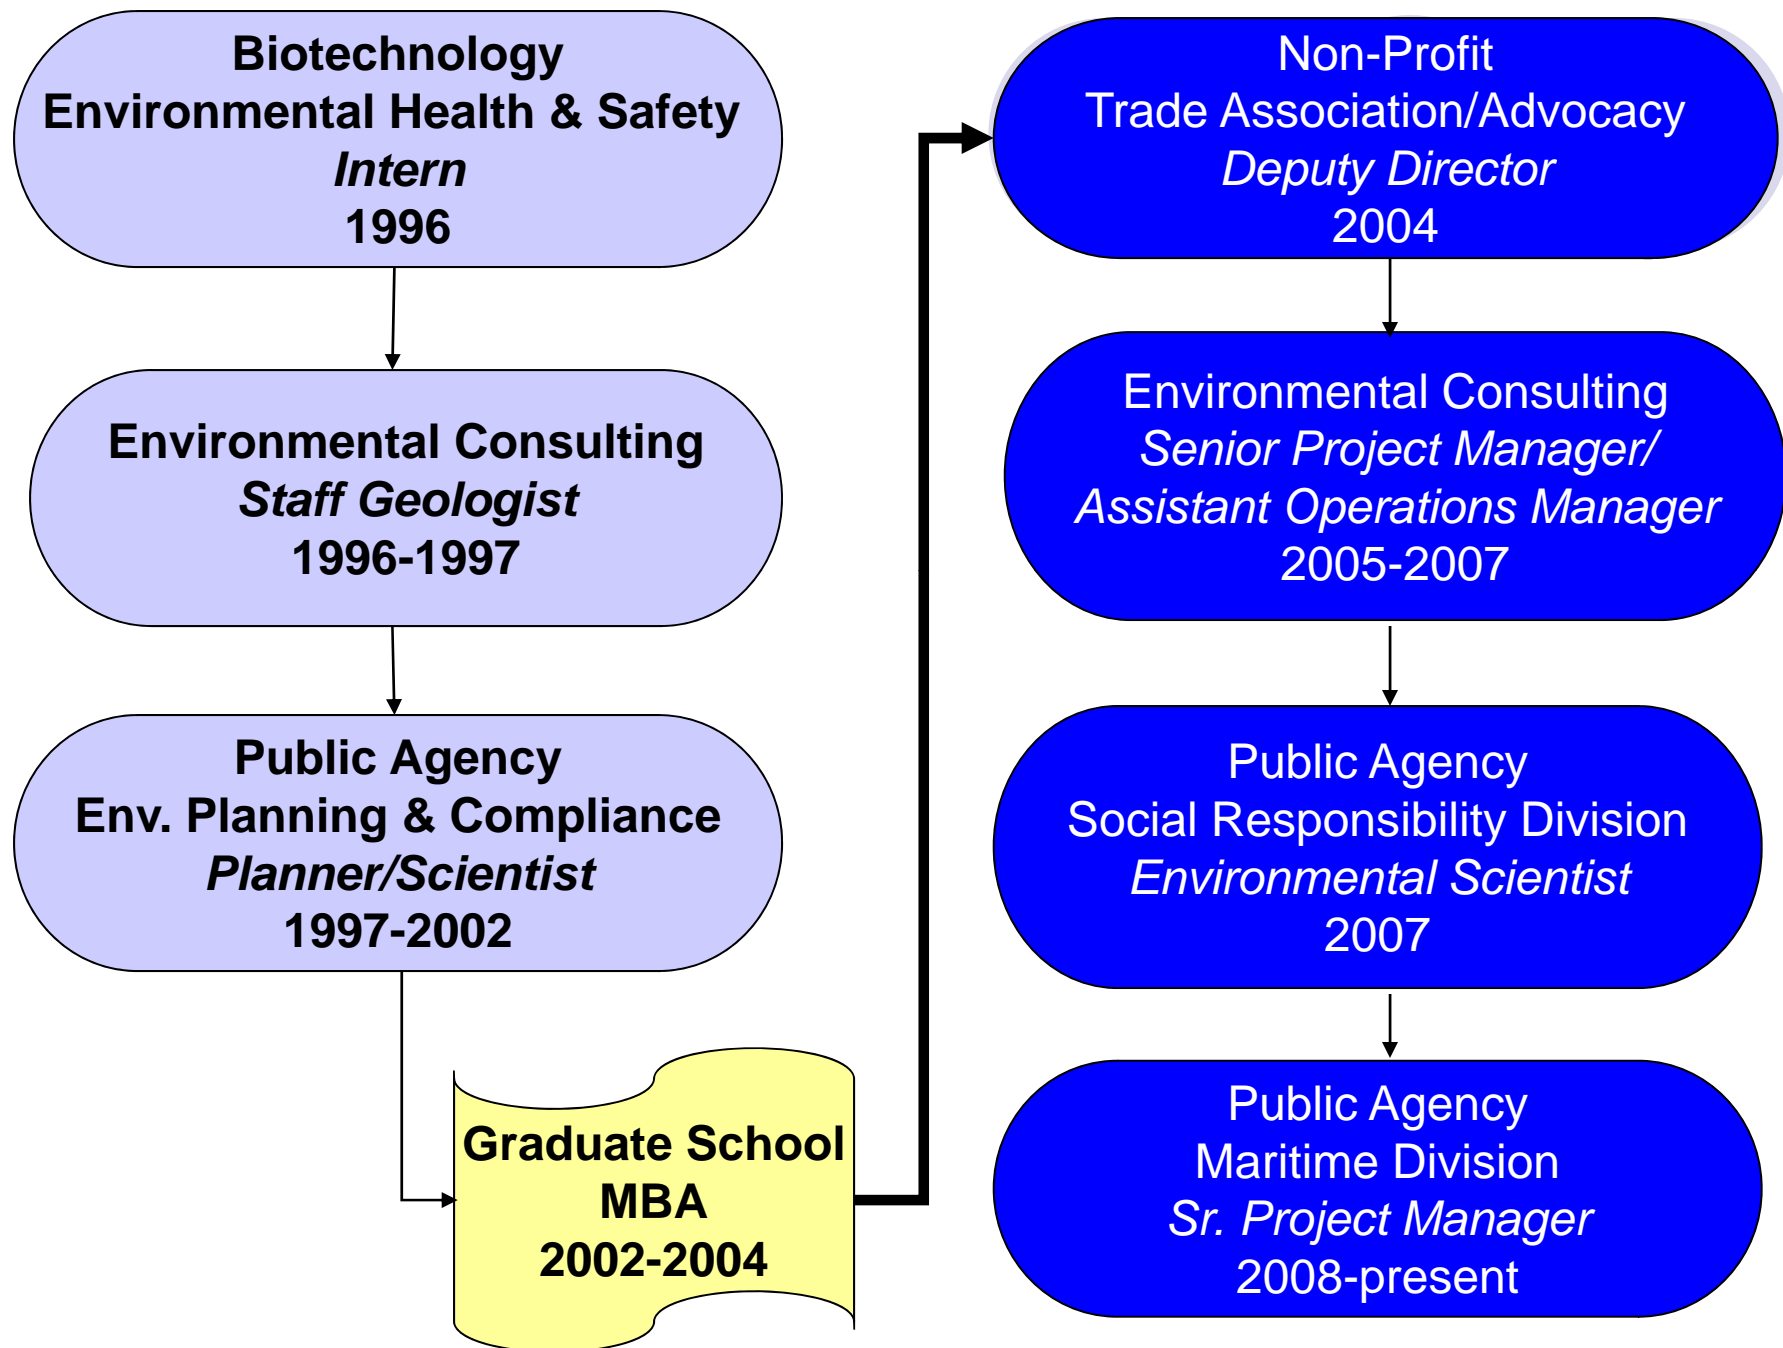 Biotechnology
Environmental Health & Safety
Intern
1996
Environmental Consulting
Staff Geologist
1996-1997
Public Agency
Env. Planning & Compliance
Planner/Scientist
1997-2002
Graduate School
MBA
2002-2004
Non-Profit
Trade Association/Advocacy
Deputy Director
2004
Environmental Consulting
Senior Project Manager/
Assistant Operations Manager
2005-2007
Public Agency
Social Responsibility Division
Environmental Scientist
2007
Public Agency
Maritime Division
Sr. Project Manager
2008-present